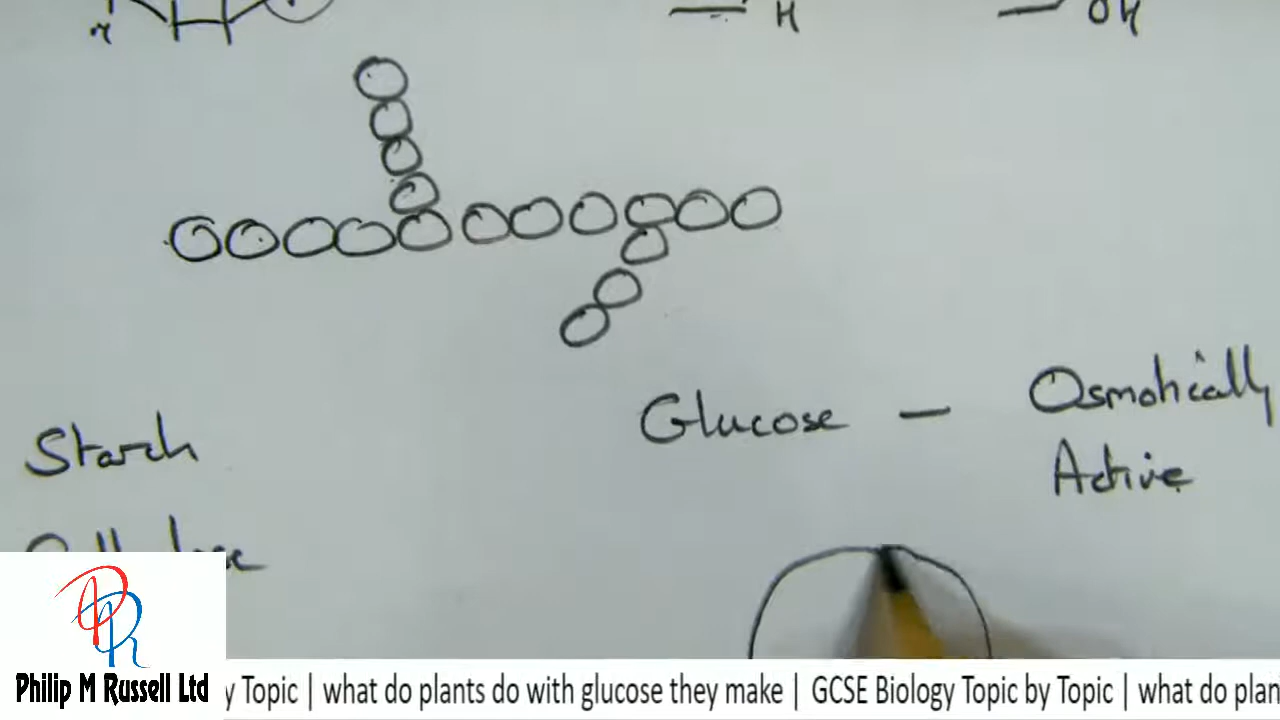 H
H
OH
Glucose — Osmotically
Active
Starch
Philip M Russell Ltd
y Topic | what do plants do with glucose they make | GCSE Biology Topic by Topic | what do plan